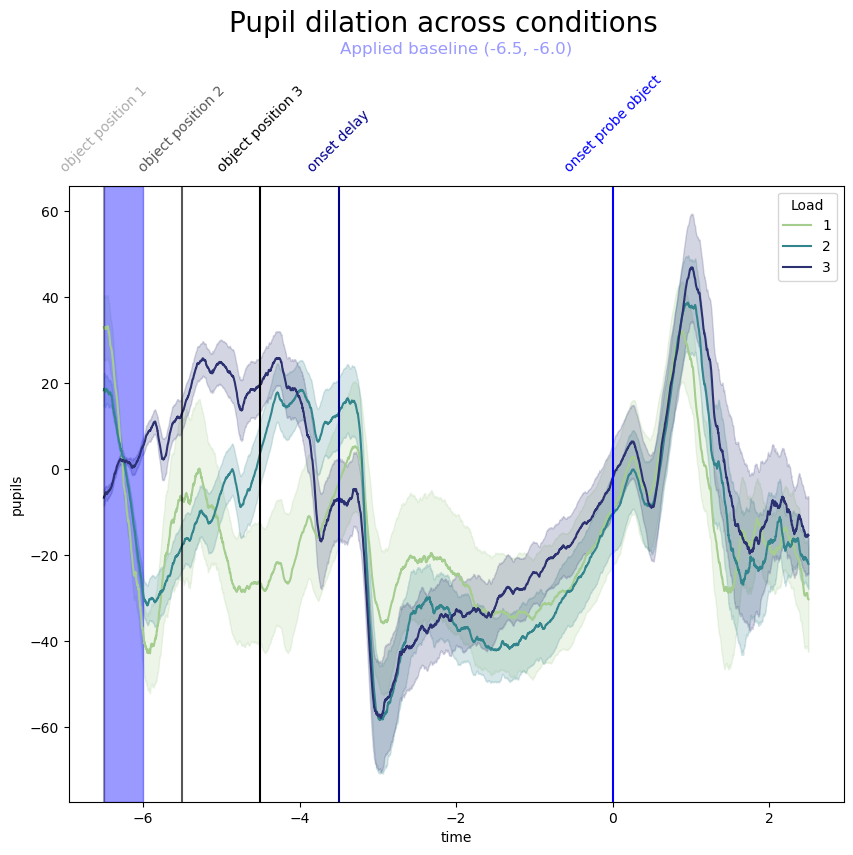 Pupil dilation across conditions
Applied baseline (-6.5, -6.0)
object position 1
object position 2
object position 3
onset delay
onset probe object
Load
1
2
3
pupils
60
40
20
0
−20
−40
−60
−6
−4
−2
0
2
time